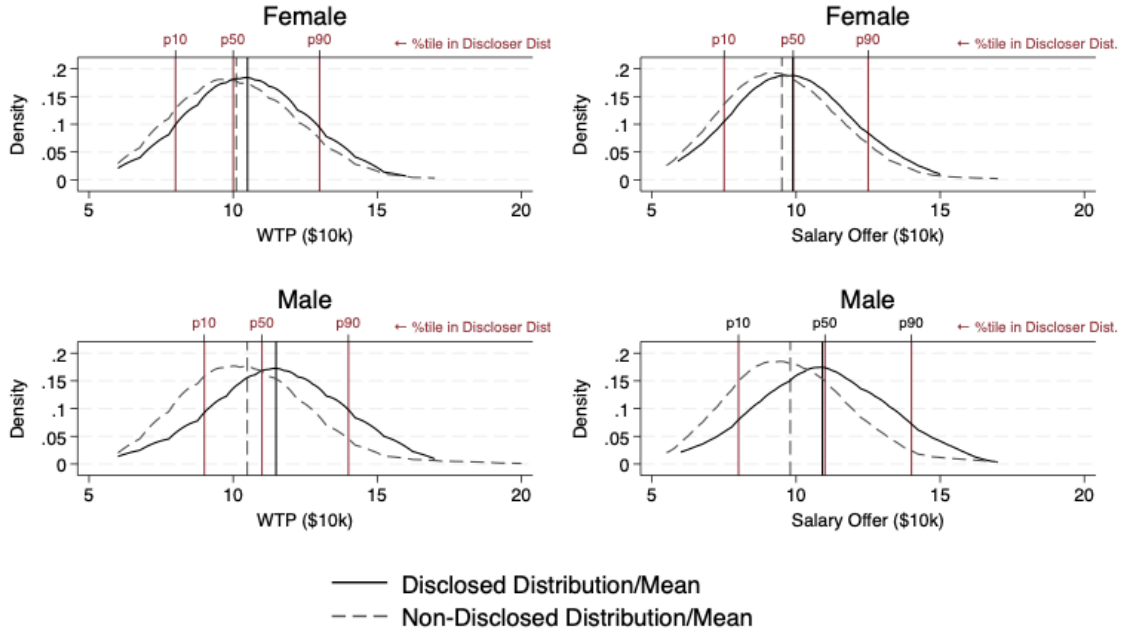 Female
p10 p50 p90 ← %tile in Discloser Dist
.2
.15
.1
.05
0
Density
5 10 15 20
WTP ($10k)
Female
p10 p50 p90 ← %tile in Discloser Dist.
.2
.15
.1
.05
0
Density
5 10 15 20
Salary Offer ($10k)
Male
p10 p50 p90 ← %tile in Discloser Dist
.2
.15
.1
.05
0
Density
5 10 15 20
WTP ($10k)
Male
p10 p50 p90 ← %tile in Discloser Dist.
.2
.15
.1
.05
0
Density
5 10 15 20
Salary Offer ($10k)
Disclosed Distribution/Mean
Non-Disclosed Distribution/Mean